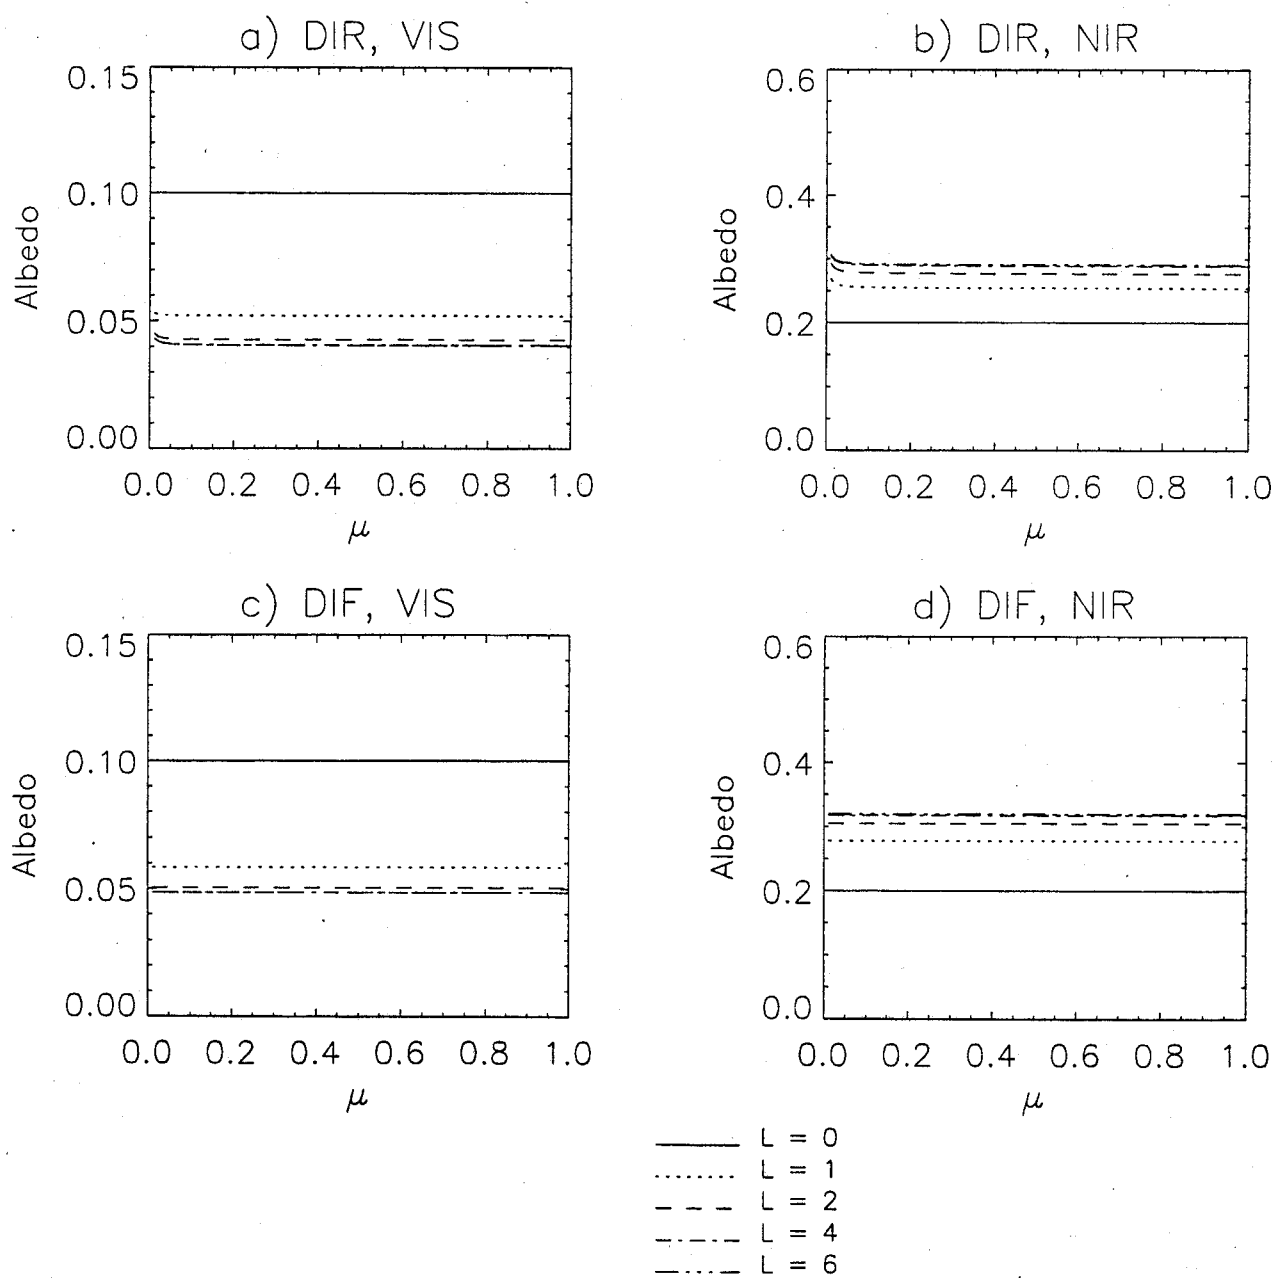 a) DIR, VIS
0.15
0.10
0.05
0.00
Albedo
0.0 0.2 0.4 0.6 0.8 1.0
μ
b) DIR, NIR
0.6
0.4
0.2
0.0
Albedo
0.0 0.2 0.4 0.6 0.8 1.0
μ
c) DIF, VIS
0.15
0.10
0.05
0.00
Albedo
0.0 0.2 0.4 0.6 0.8 1.0
μ
d) DIF, NIR
0.6
0.4
0.2
0.0
Albedo
0.0 0.2 0.4 0.6 0.8 1.0
μ
L = 0
L = 1
L = 2
L = 4
L = 6